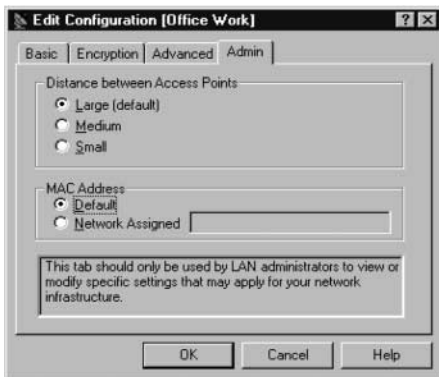 Edit Configuration [Office Work]
Basic Encryption Advanced Admin
Distance between Access Points
Large (default)
Medium
Small
MAC Address
Default
Network Assigned
This tab should only be used by LAN administrators to view or
modify specific settings that may apply for your network
infrastructure.
OK Cancel Help